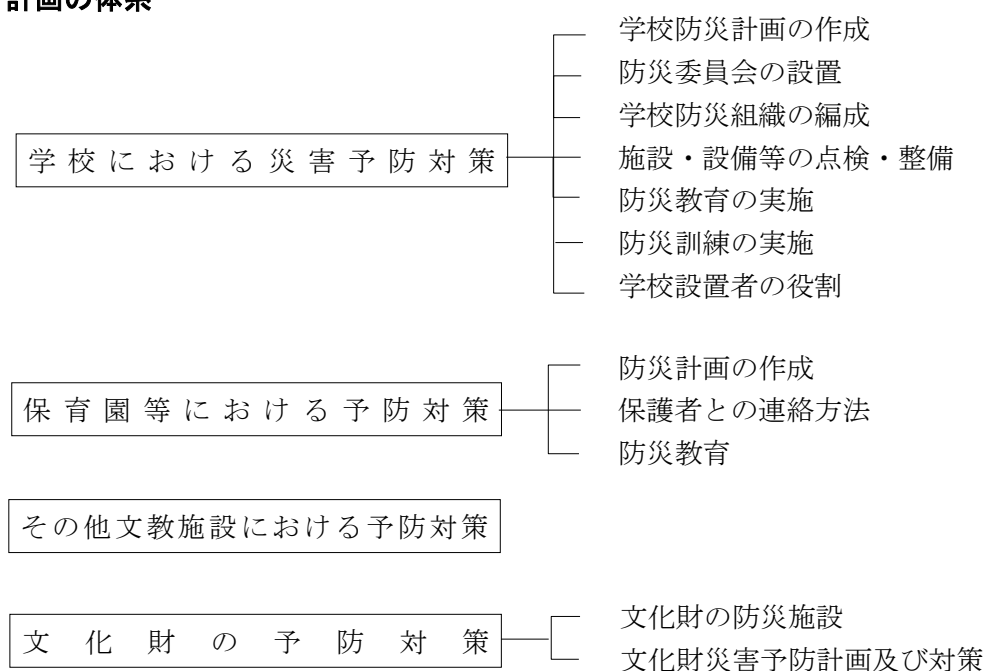 計画の体系
学校における災害予防対策
学校防災計画の作成
防災委員会の設置
学校防災組織の編成
施設・設備等の点検・整備
防災教育の実施
防災訓練の実施
学校設置者の役割
保育園等における予防対策
防災計画の作成
保護者との連絡方法
防災教育
その他文教施設における予防対策
文化財の予防対策
文化財の防災施設
文化財災害予防計画及び対策